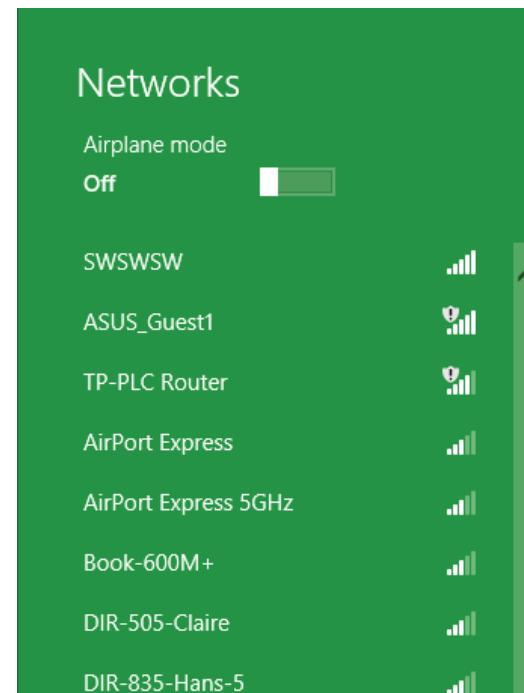 Networks
Airplane mode
Off
SWSWSW
ASUS_Guest1
TP-PLC Router
AirPort Express
AirPort Express 5GHz
Book-600M+
DIR-505-Claire
DIR-835-Hans-5